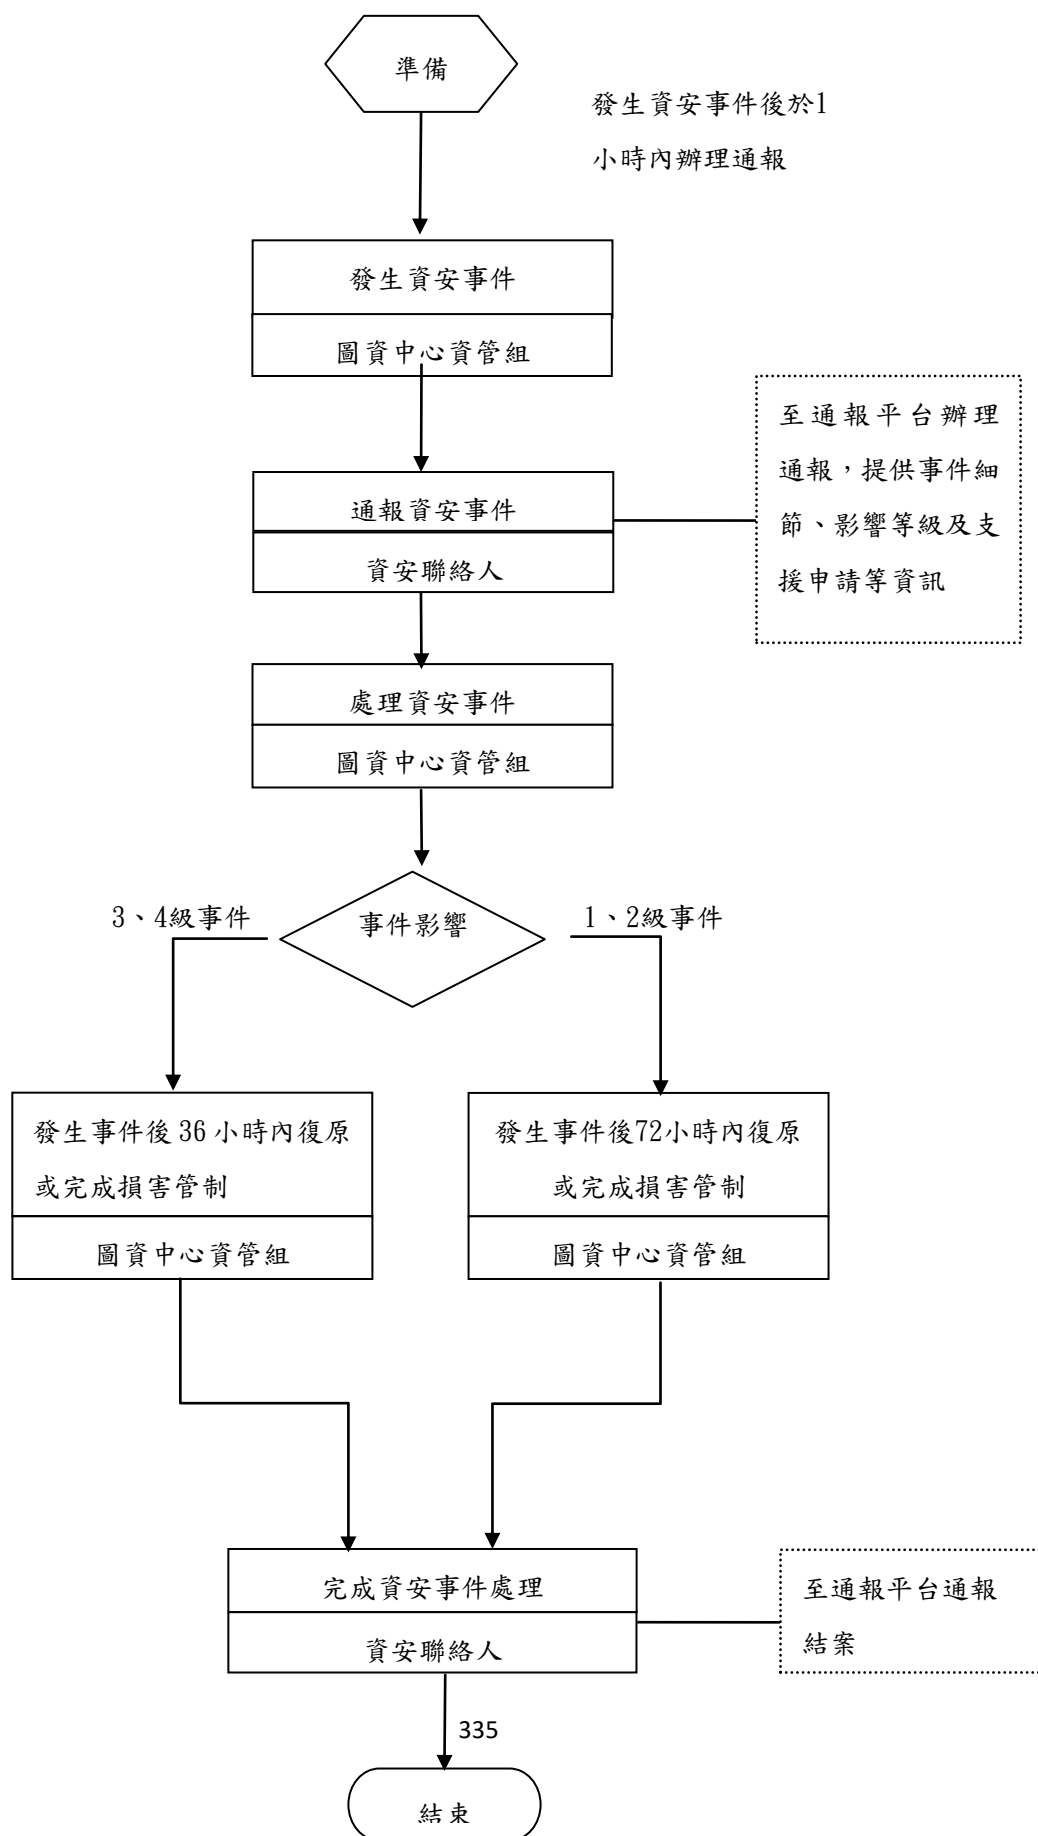 準備
發生資安事件後於1
小時內辦理通報
發生資安事件
圖資中心資管組
至通報平台辦理
通報，提供事件細
節、影響等級及支
援申請等資訊
通報資安事件
資安聯絡人
處理資安事件
圖資中心資管組
事件影響
3、4級事件
1、2級事件
發生事件後 36 小時內復原
或完成損害管制
圖資中心資管組
發生事件後72小時內復原
或完成損害管制
圖資中心資管組
完成資安事件處理
資安聯絡人
至通報平台通報
結案
335
結束